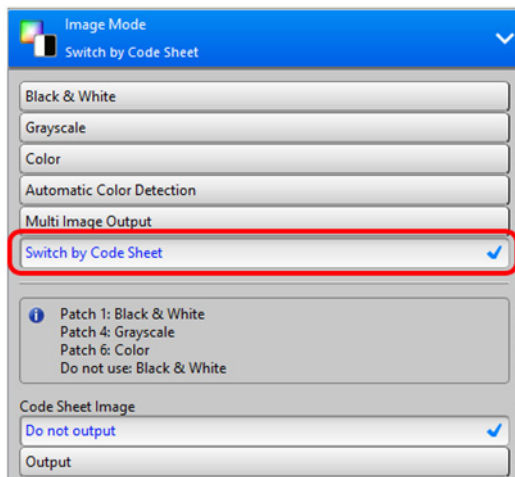 Image Mode
Switch by Code Sheet
Black & White
Grayscale
Color
Automatic Color Detection
Multi Image Output
Switch by Code Sheet
Patch 1: Black & White
Patch 4: Grayscale
Patch 6: Color
Do not use: Black & White
Code Sheet Image
Do not output
Output